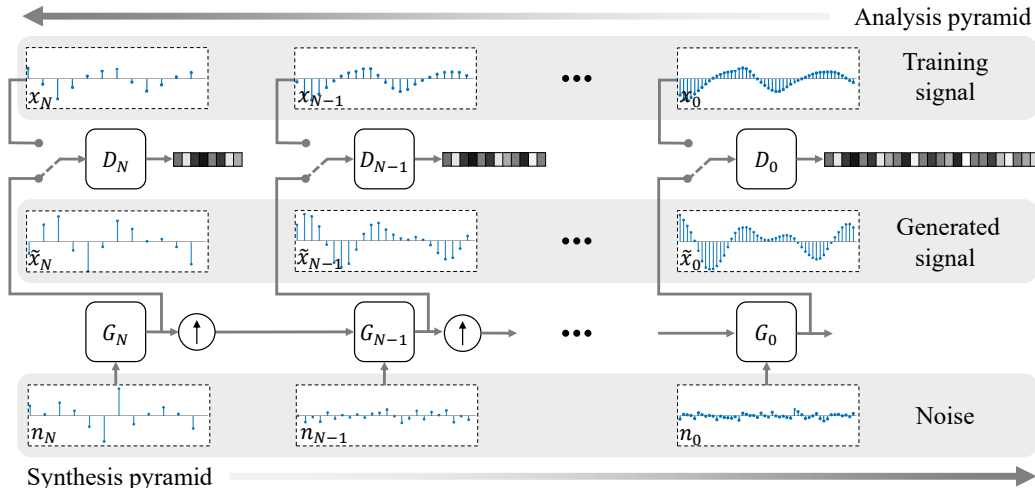 Analysis pyramid
Training
signal
x_N
x_{N−1}
•••
x_0
D_N
D_{N−1}
D_0
Generated
signal
x̃_N
x̃_{N−1}
•••
x̃_0
G_N
↑
G_{N−1}
↑
•••
G_0
Noise
n_N
n_{N−1}
n_0
Synthesis pyramid